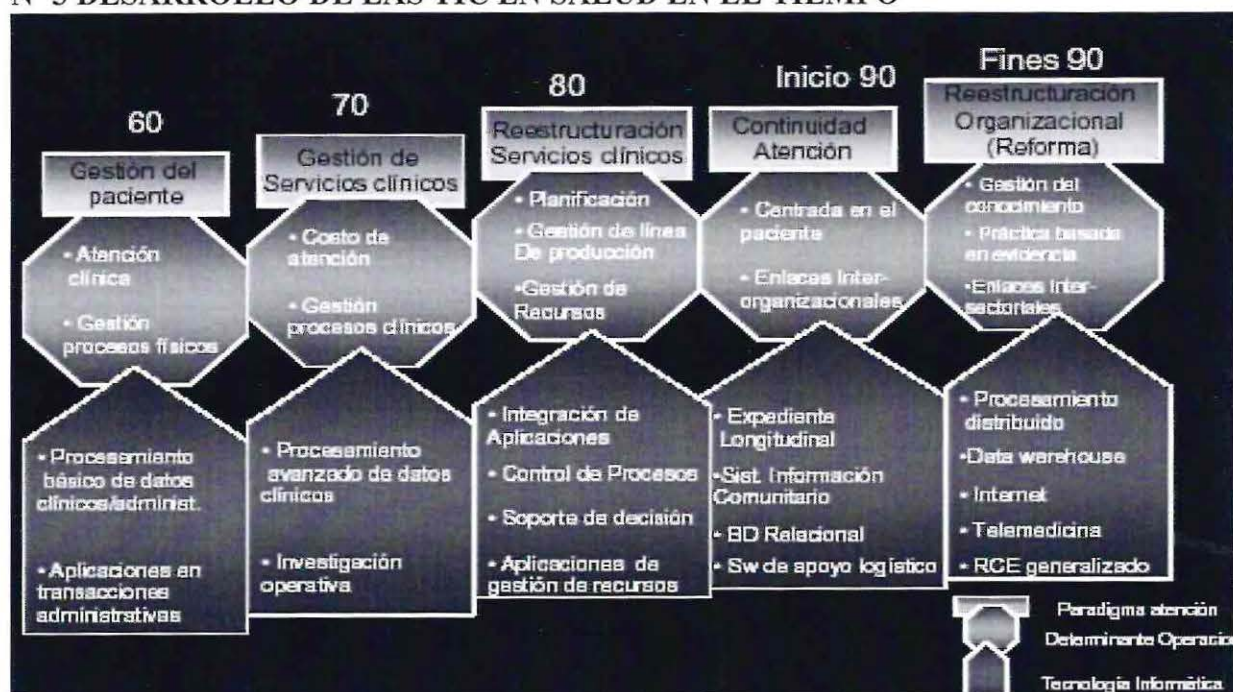 Nº 5 DESARROLLO DE LAS TIC EN SALUD EN EL TIEMPO
60
Gestión del
paciente
• Atención
clínica
• Gestión
procesos físicos
• Procesamiento
básico de datos
clínicos/administ.
• Aplicaciones en
transacciones
administrativas
70
Gestión de
Servicios clínicos
• Costo de
atención
• Gestión
procesos clínicos
• Procesamiento
avanzado de datos
clínicos
• Investigación
operativa
80
Reestructuración
Servicios clínicos
• Planificación
• Gestión de línea
De producción
•Gestión de
Recursos
• Integración de
Aplicaciones
• Control de Procesos
• Soporte de decisión
• Aplicaciones de
gestión de recursos
Inicio 90
Continuidad
Atención
• Centrada en el
paciente
• Enlaces Inter-
organizacionales
• Expediente
Longitudinal
•Sist. Información
Comunitario
• BD Relacional
• Sw de apoyo logístico
Fines 90
Reestructuración
Organizacional
(Reforma)
• Gestión del
conocimiento
• Práctica basada
en evidencia
•Enlaces Inter-
sectoriales
• Procesamiento
distribuido
•Data warehouse
• Internet
• Telemedicina
• RCE generalizado
Paradigma atención
Determinante Operacio
Tecnología Informática